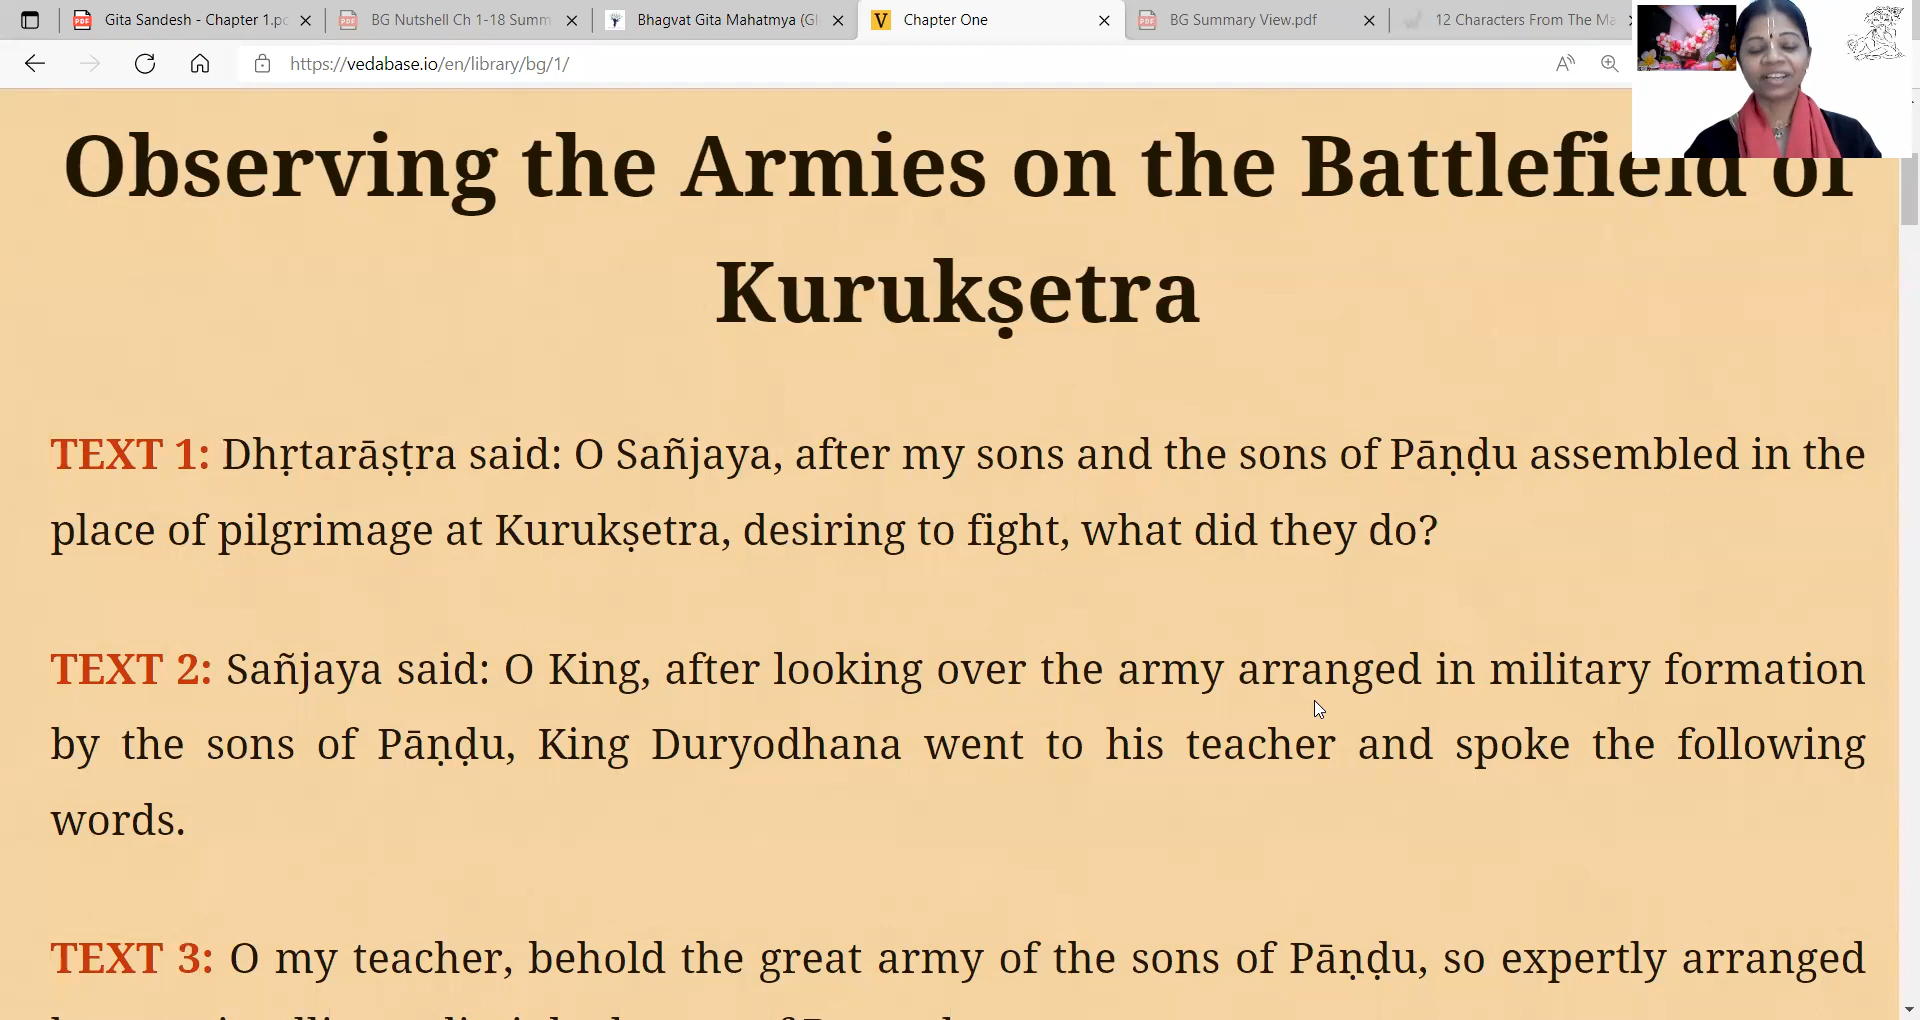 Gita Sandesh - Chapter 1.pc
BG Nutshell Ch 1-18 Summ
Bhagvat Gita Mahatmya (Gl
V
Chapter One
BG Summary View.pdf
12 Characters From The Ma
https://vedabase.io/en/library/bg/1/
Observing the Armies on the Battlefield of
Kurukṣetra
TEXT 1: Dhṛtarāṣṭra said: O Sañjaya, after my sons and the sons of Pāṇḍu assembled in the
place of pilgrimage at Kurukṣetra, desiring to fight, what did they do?
TEXT 2: Sañjaya said: O King, after looking over the army arranged in military formation
by the sons of Pāṇḍu, King Duryodhana went to his teacher and spoke the following
words.
TEXT 3: O my teacher, behold the great army of the sons of Pāṇḍu, so expertly arranged